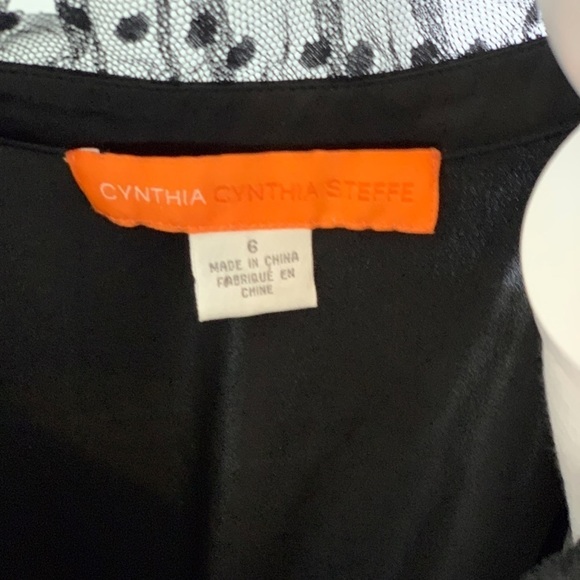 CYNTHIA CYNTHIA STEFFE
6
MADE IN CHINA
FABRIQUÉ EN
CHINE